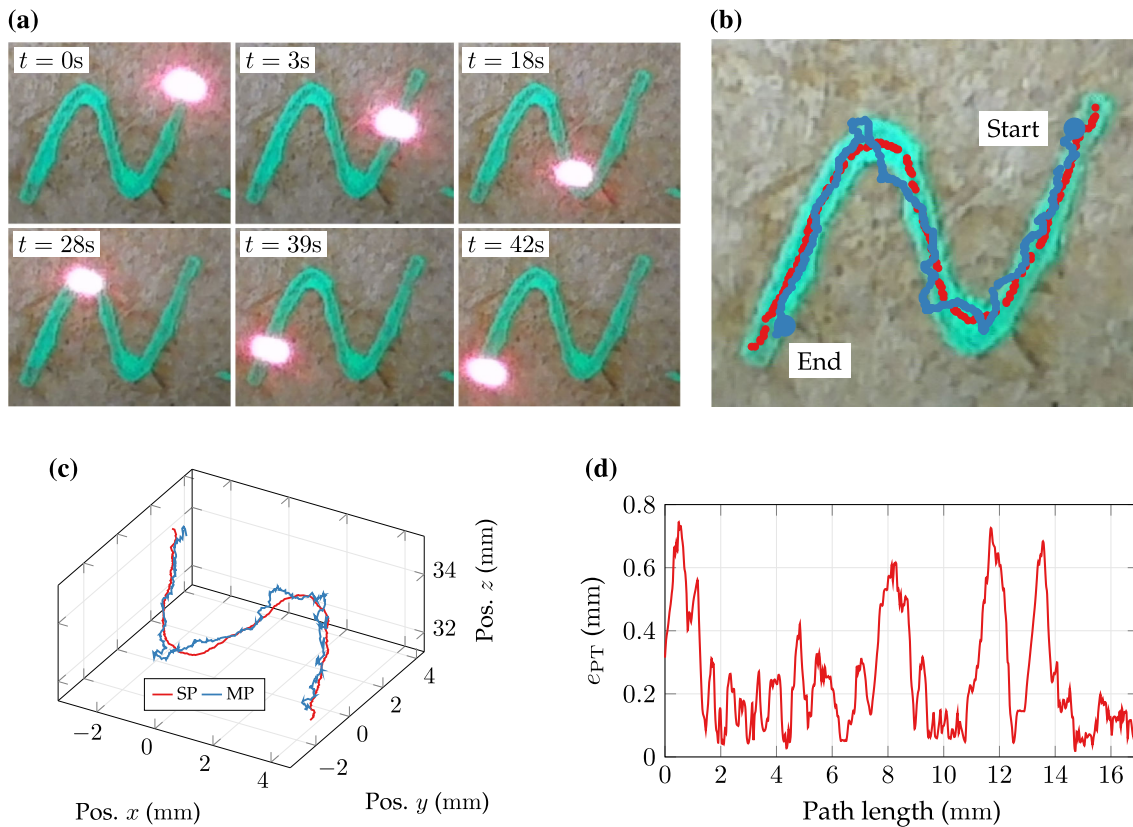 (a)
t = 0s
t = 3s
t = 18s
t = 28s
t = 39s
t = 42s
(b)
Start
End
(c)
34
32
Pos. z (mm)
SP MP
−2
0
2
4
Pos. x (mm)
−2
0
2
4
Pos. y (mm)
(d)
0.8
0.6
0.4
0.2
0
ePT (mm)
0 2 4 6 8 10 12 14 16
Path length (mm)